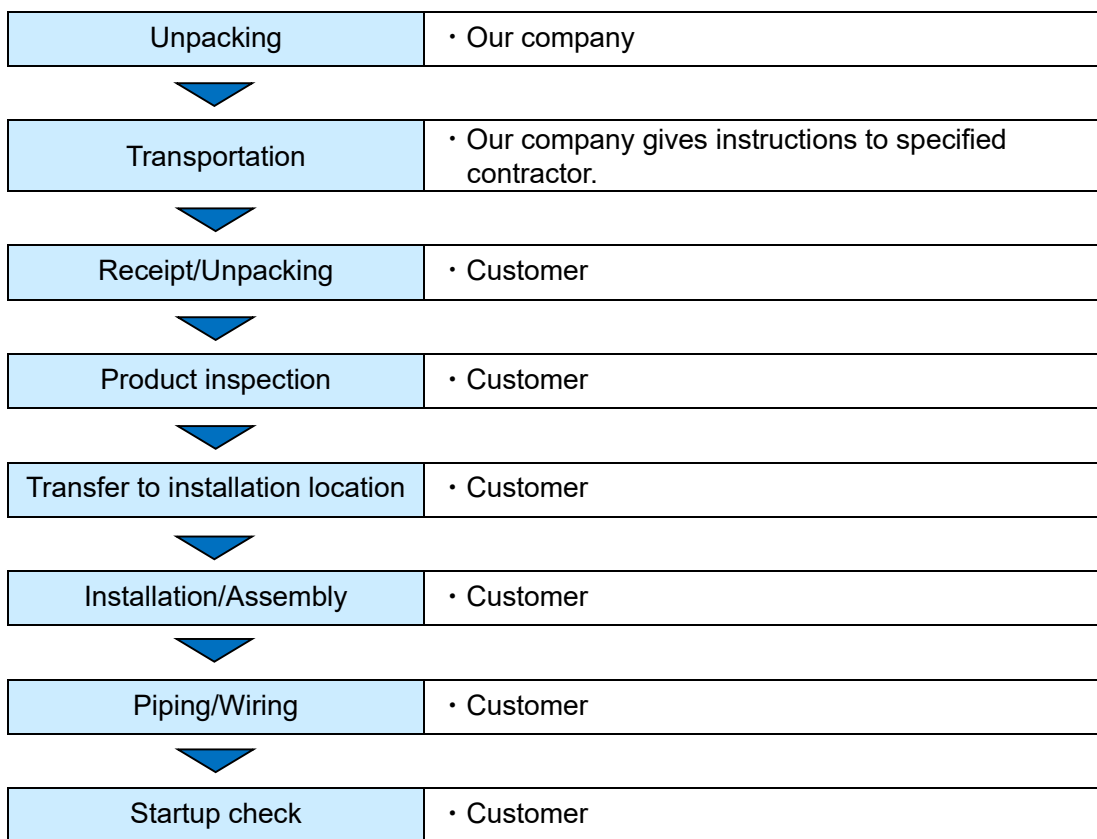 Unpacking
・Our company
Transportation
・Our company gives instructions to specified
contractor.
Receipt/Unpacking
・Customer
Product inspection
・Customer
Transfer to installation location
・Customer
Installation/Assembly
・Customer
Piping/Wiring
・Customer
Startup check
・Customer